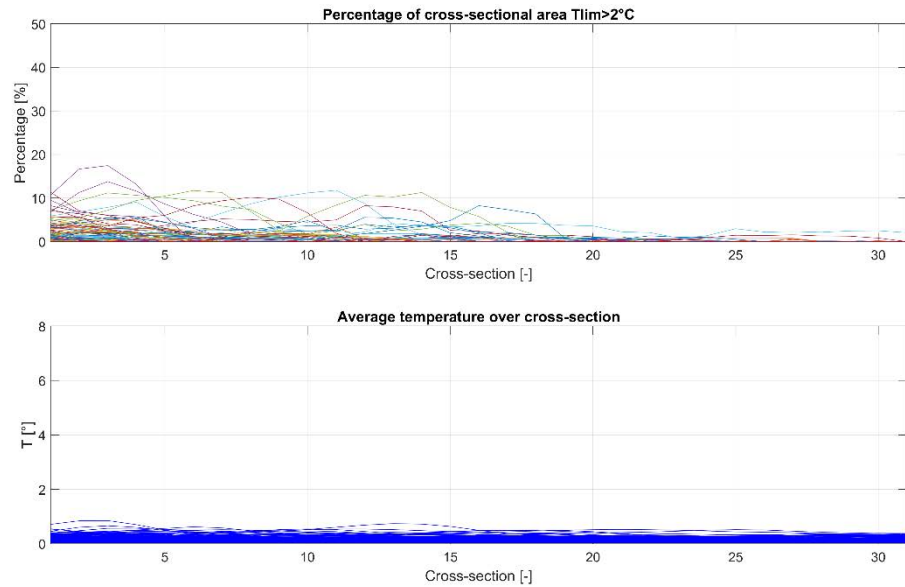 Percentage of cross-sectional area Tlim>2°C
50
40
30
20
10
0
Percentage [%]
5 10 15 20 25 30
Cross-section [-]
Average temperature over cross-section
8
6
4
2
0
T [°]
5 10 15 20 25 30
Cross-section [-]